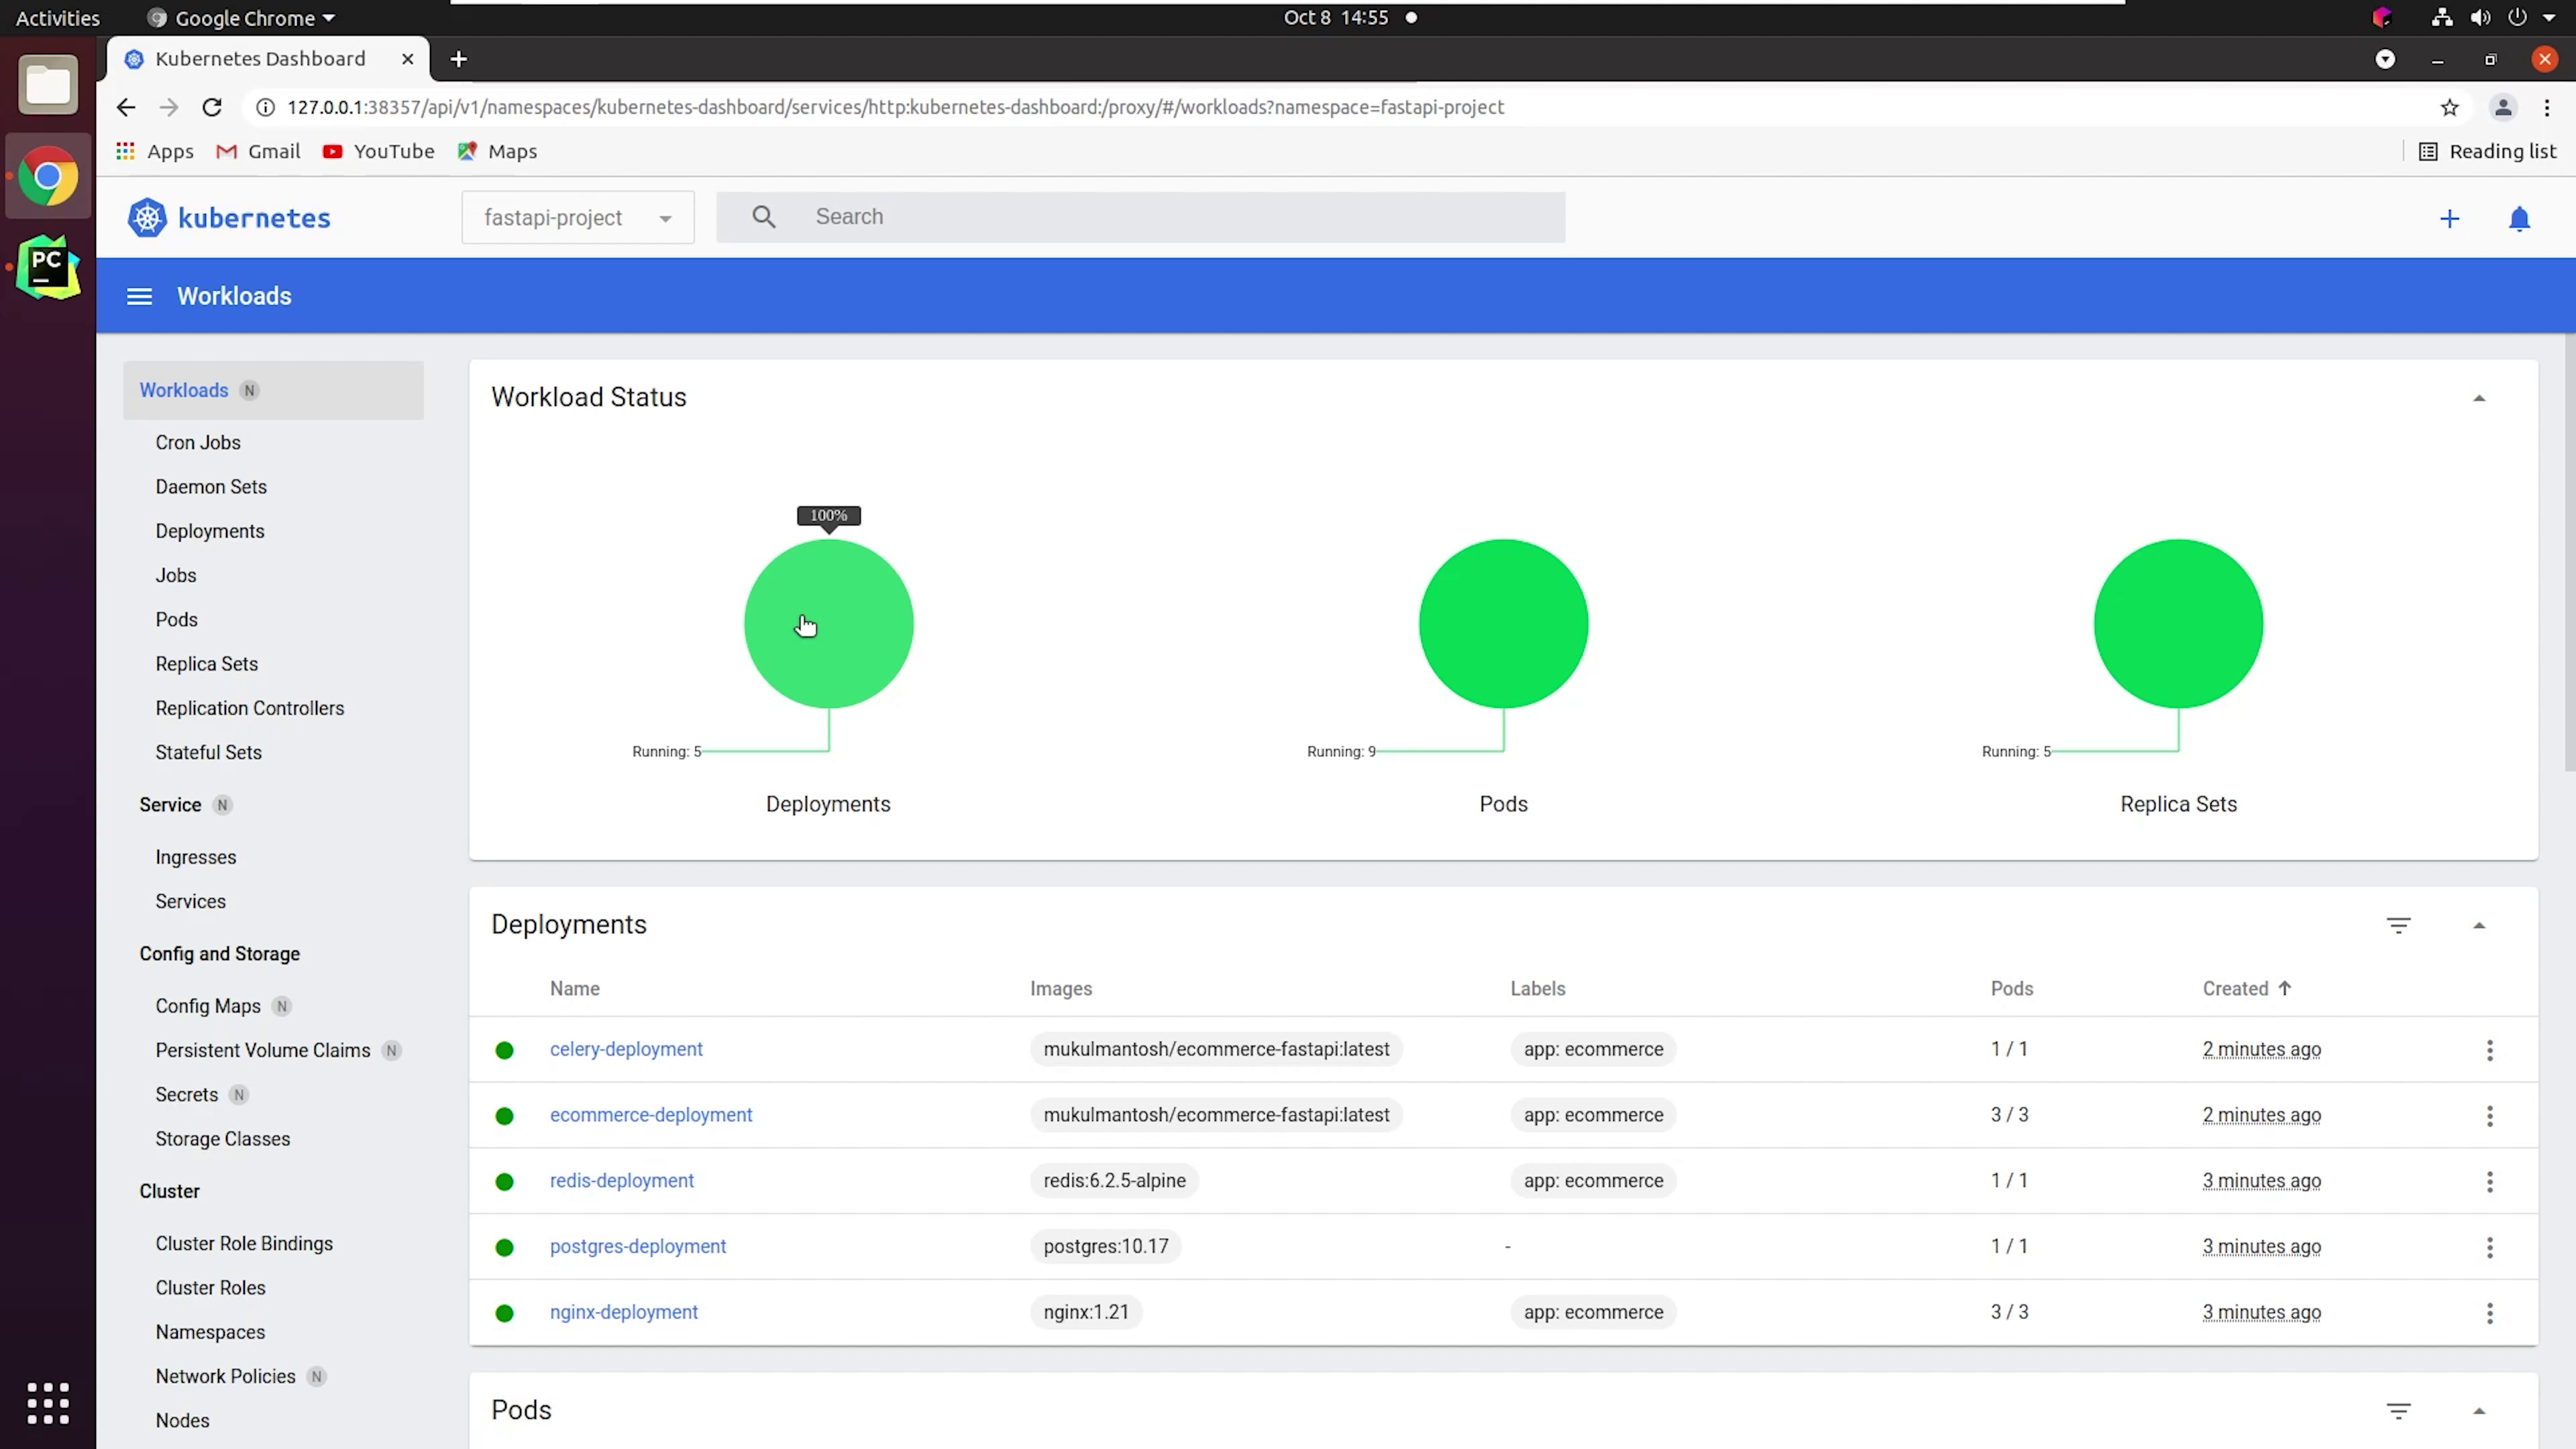 Activities Google Chrome Oct 8 14:55
Kubernetes Dashboard
127.0.0.1:38357/api/v1/namespaces/kubernetes-dashboard/services/http:kubernetes-dashboard:/proxy/#/workloads?namespace=fastapi-project
Apps Gmail YouTube Maps Reading list
PC
kubernetes fastapi-project Search
Workloads
Workloads N
Cron Jobs
Daemon Sets
Deployments
Jobs
Pods
Replica Sets
Replication Controllers
Stateful Sets
Service N
Ingresses
Services
Config and Storage
Config Maps N
Persistent Volume Claims N
Secrets N
Storage Classes
Cluster
Cluster Role Bindings
Cluster Roles
Namespaces
Network Policies N
Nodes
Workload Status
100%
Running: 5 Running: 9 Running: 5
Deployments Pods Replica Sets
Deployments
Name Images Labels Pods Created
celery-deployment mukulmantosh/ecommerce-fastapi:latest app: ecommerce 1 / 1 2 minutes ago
ecommerce-deployment mukulmantosh/ecommerce-fastapi:latest app: ecommerce 3 / 3 2 minutes ago
redis-deployment redis:6.2.5-alpine app: ecommerce 1 / 1 3 minutes ago
postgres-deployment postgres:10.17 - 1 / 1 3 minutes ago
nginx-deployment nginx:1.21 app: ecommerce 3 / 3 3 minutes ago
Pods